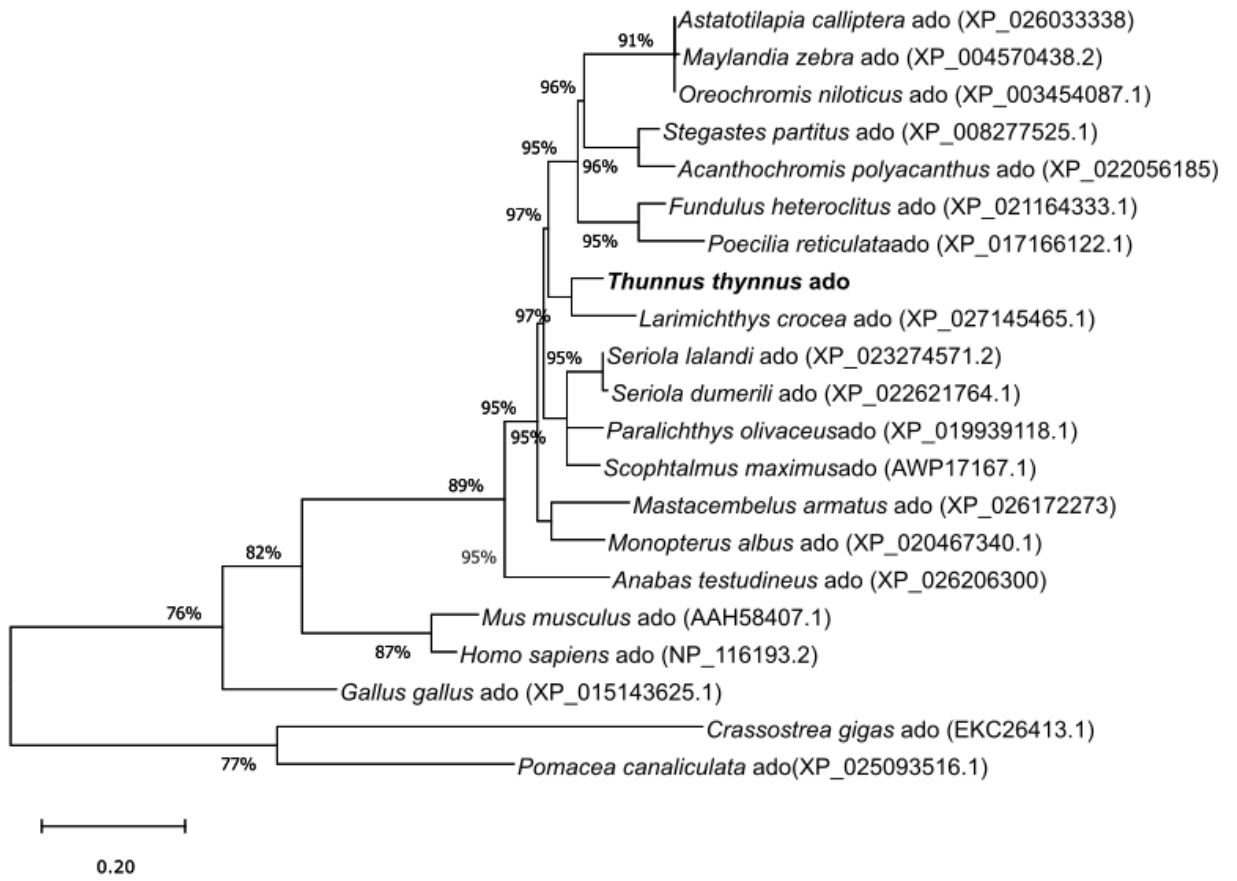 Astatotilapia calliptera ado (XP_026033338)
91%
Maylandia zebra ado (XP_004570438.2)
96%
Oreochromis niloticus ado (XP_003454087.1)
Stegastes partitus ado (XP_008277525.1)
95%
96%
Acanthochromis polyacanthus ado (XP_022056185)
Fundulus heteroclitus ado (XP_021164333.1)
97%
95%
Poecilia reticulataado (XP_017166122.1)
Thunnus thynnus ado
97%
Larimichthys crocea ado (XP_027145465.1)
95%
Seriola lalandi ado (XP_023274571.2)
Seriola dumerili ado (XP_022621764.1)
95%
95%
Paralichthys olivaceusado (XP_019939118.1)
Scophtalmus maximusado (AWP17167.1)
89%
Mastacembelus armatus ado (XP_026172273)
Monopterus albus ado (XP_020467340.1)
82%
95%
Anabas testudineus ado (XP_026206300)
76%
Mus musculus ado (AAH58407.1)
87%
Homo sapiens ado (NP_116193.2)
Gallus gallus ado (XP_015143625.1)
Crassostrea gigas ado (EKC26413.1)
77%
Pomacea canaliculata ado(XP_025093516.1)
0.20